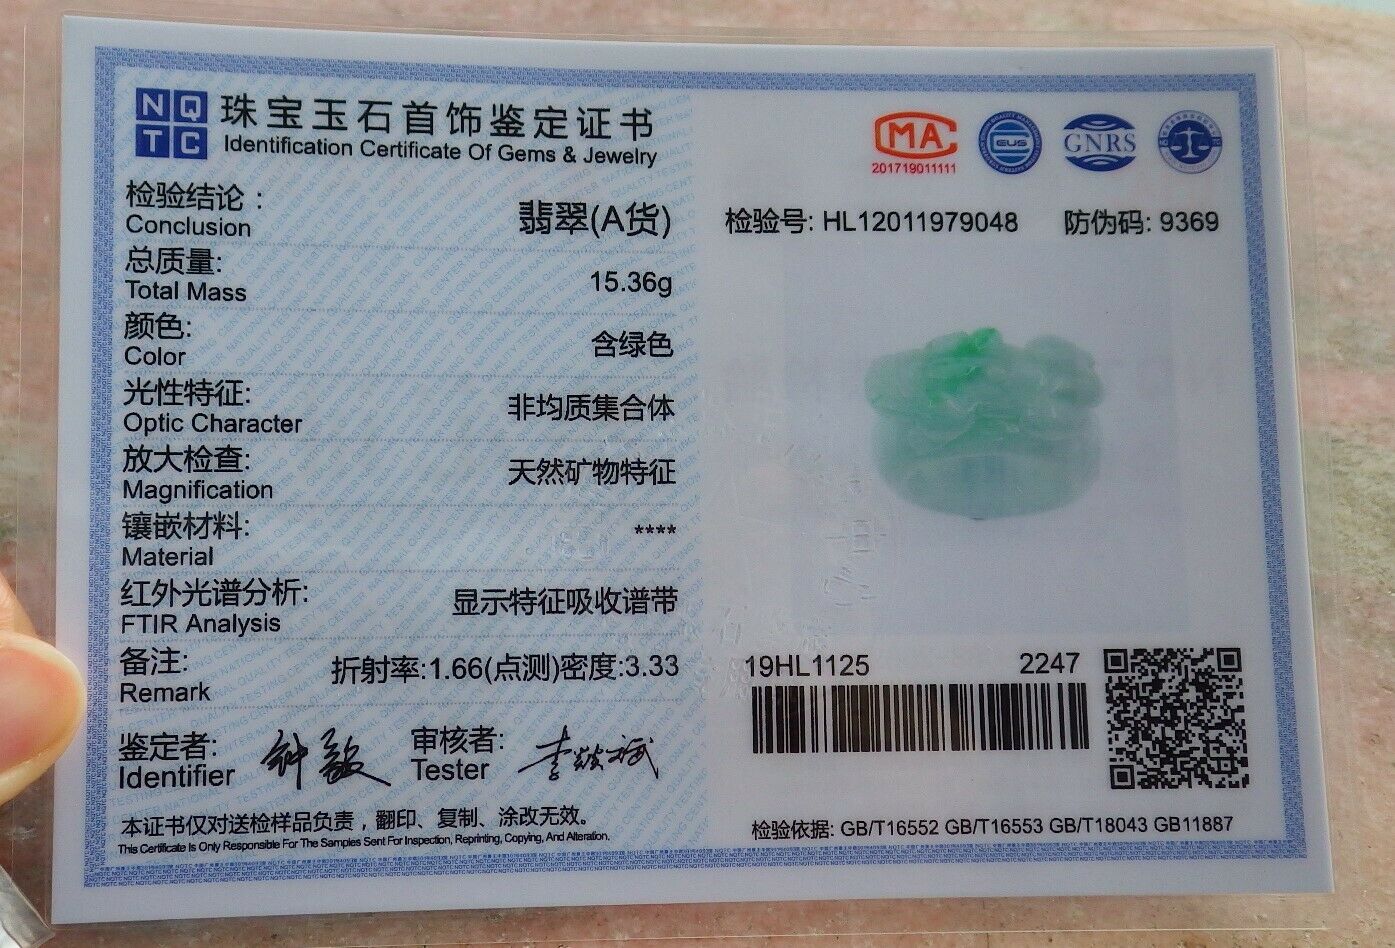 NQ
TC
珠宝玉石首饰鉴定证书
Identification Certificate Of Gems & Jewelry
检验结论: 翡翠(A货)
Conclusion
总质量: 15.36g
Total Mass
颜色: 含绿色
Color
光性特征: 非均质集合体
Optic Character
放大检查: 天然矿物特征
Magnification
镶嵌材料: ****
Material
红外光谱分析: 显示特征吸收谱带
FTIR Analysis
备注: 折射率:1.66(点测)密度:3.33
Remark
鉴定者: 审核者:
Identifier Tester
本证书仅对送检样品负责，翻印、复制、涂改无效。
This Certificate Is Only Responsible For The Samples Sent For Inspection, Reprinting, Copying, And Alteration.
MA
201719011111
GNRS
检验号: HL12011979048 防伪码: 9369
19HL1125 2247
检验依据: GB/T16552 GB/T16553 GB/T18043 GB11887